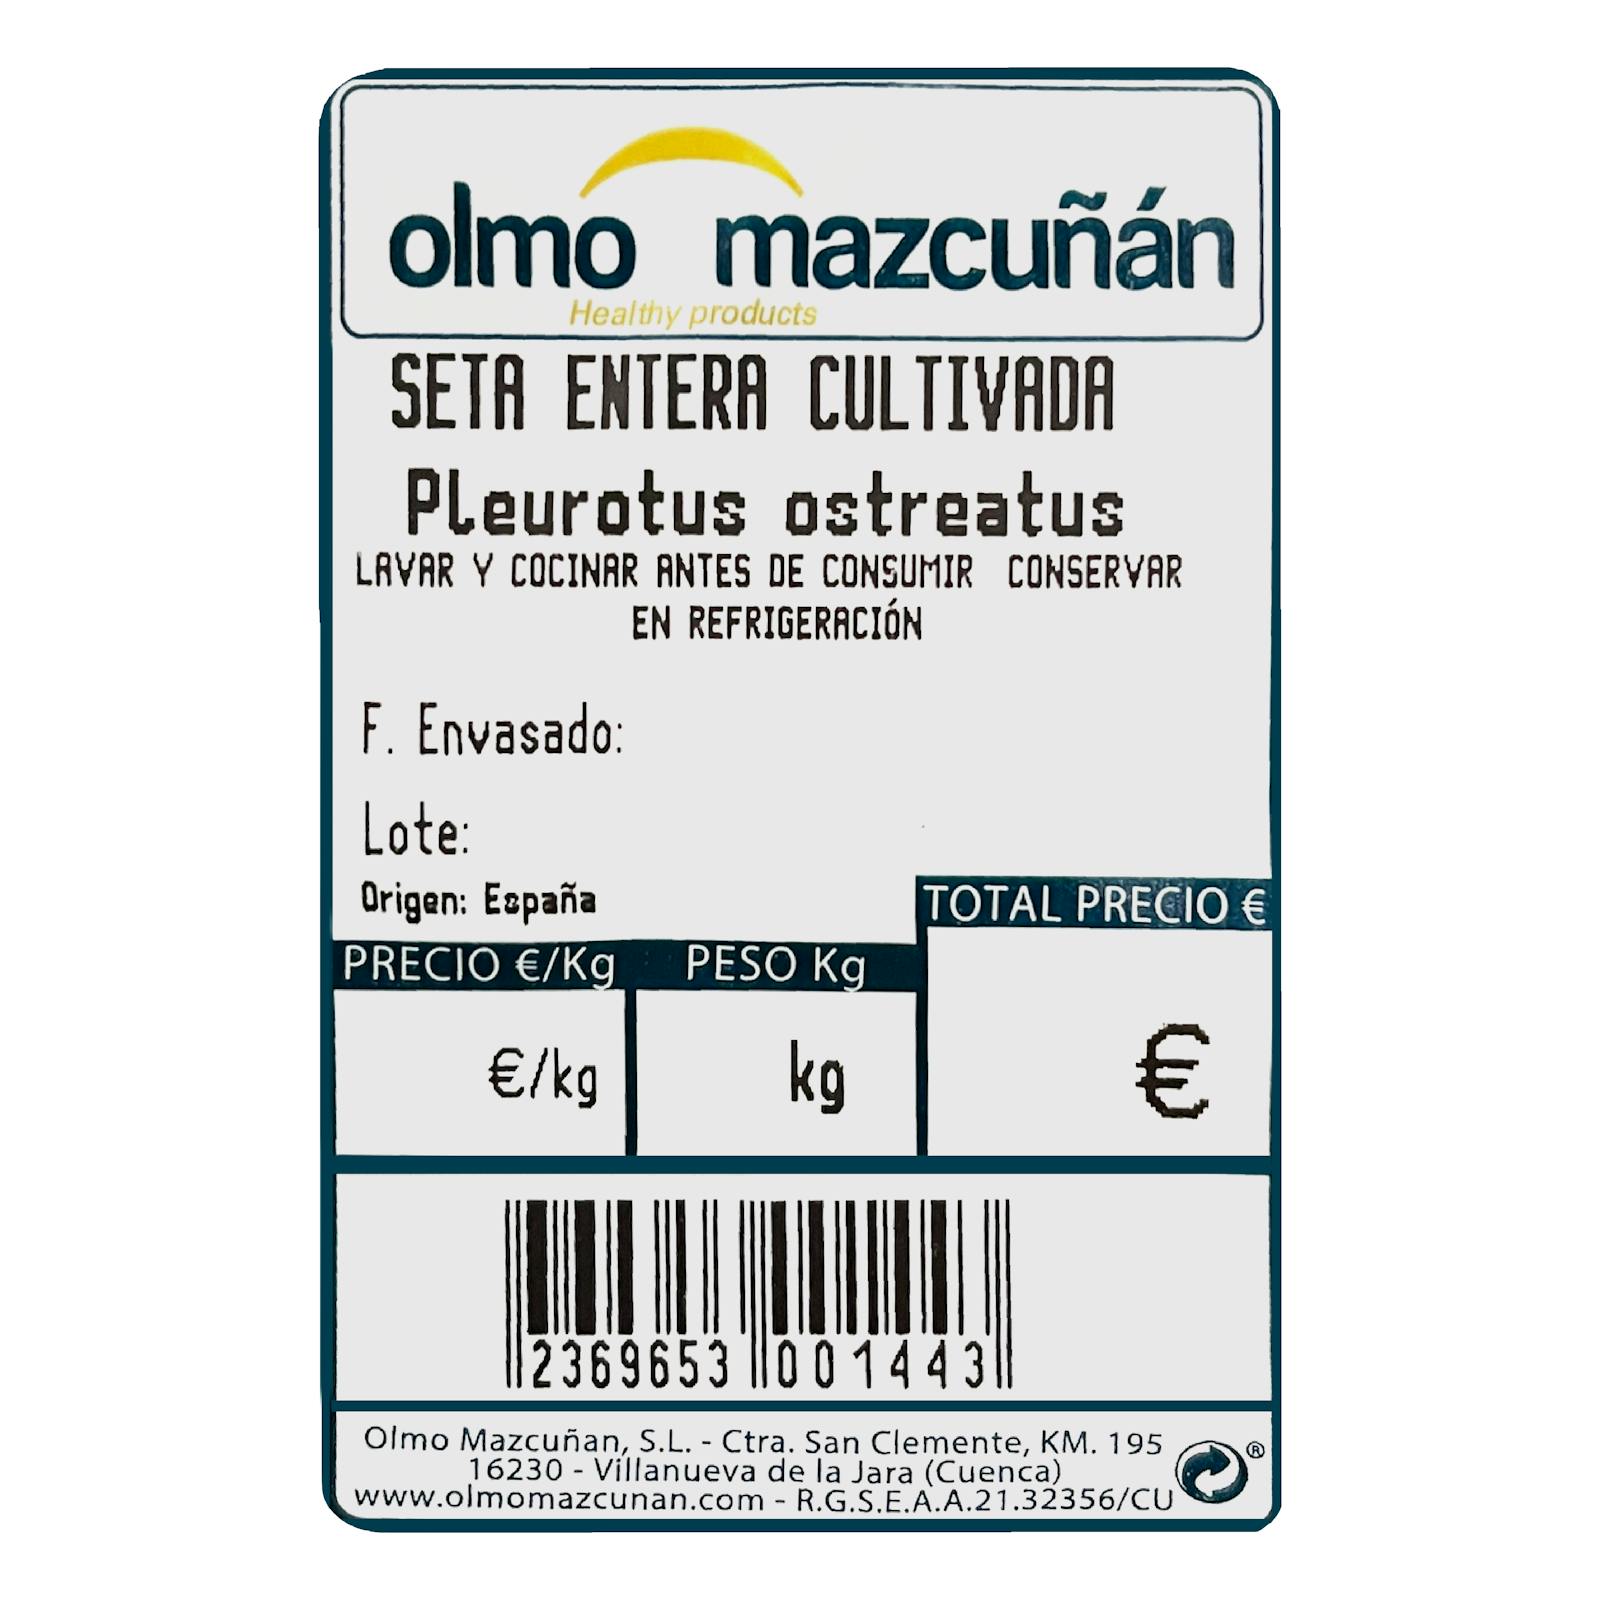 olmo mazcuñán
Healthy products
SETA ENTERA CULTIVADA
Pleurotus ostreatus
LAVAR Y COCINAR ANTES DE CONSUMIR CONSERVAR
EN REFRIGERACIÓN
F. Envasado:
Lote:
Origen: España
TOTAL PRECIO €
PRECIO €/Kg PESO Kg
€/kg kg €
2369653 001443
Olmo Mazcuñan, S.L. - Ctra. San Clemente, KM. 195
16230 - Villanueva de la Jara (Cuenca)
www.olmomazcunan.com - R.G.S.E.A.A.21.32356/CU
®